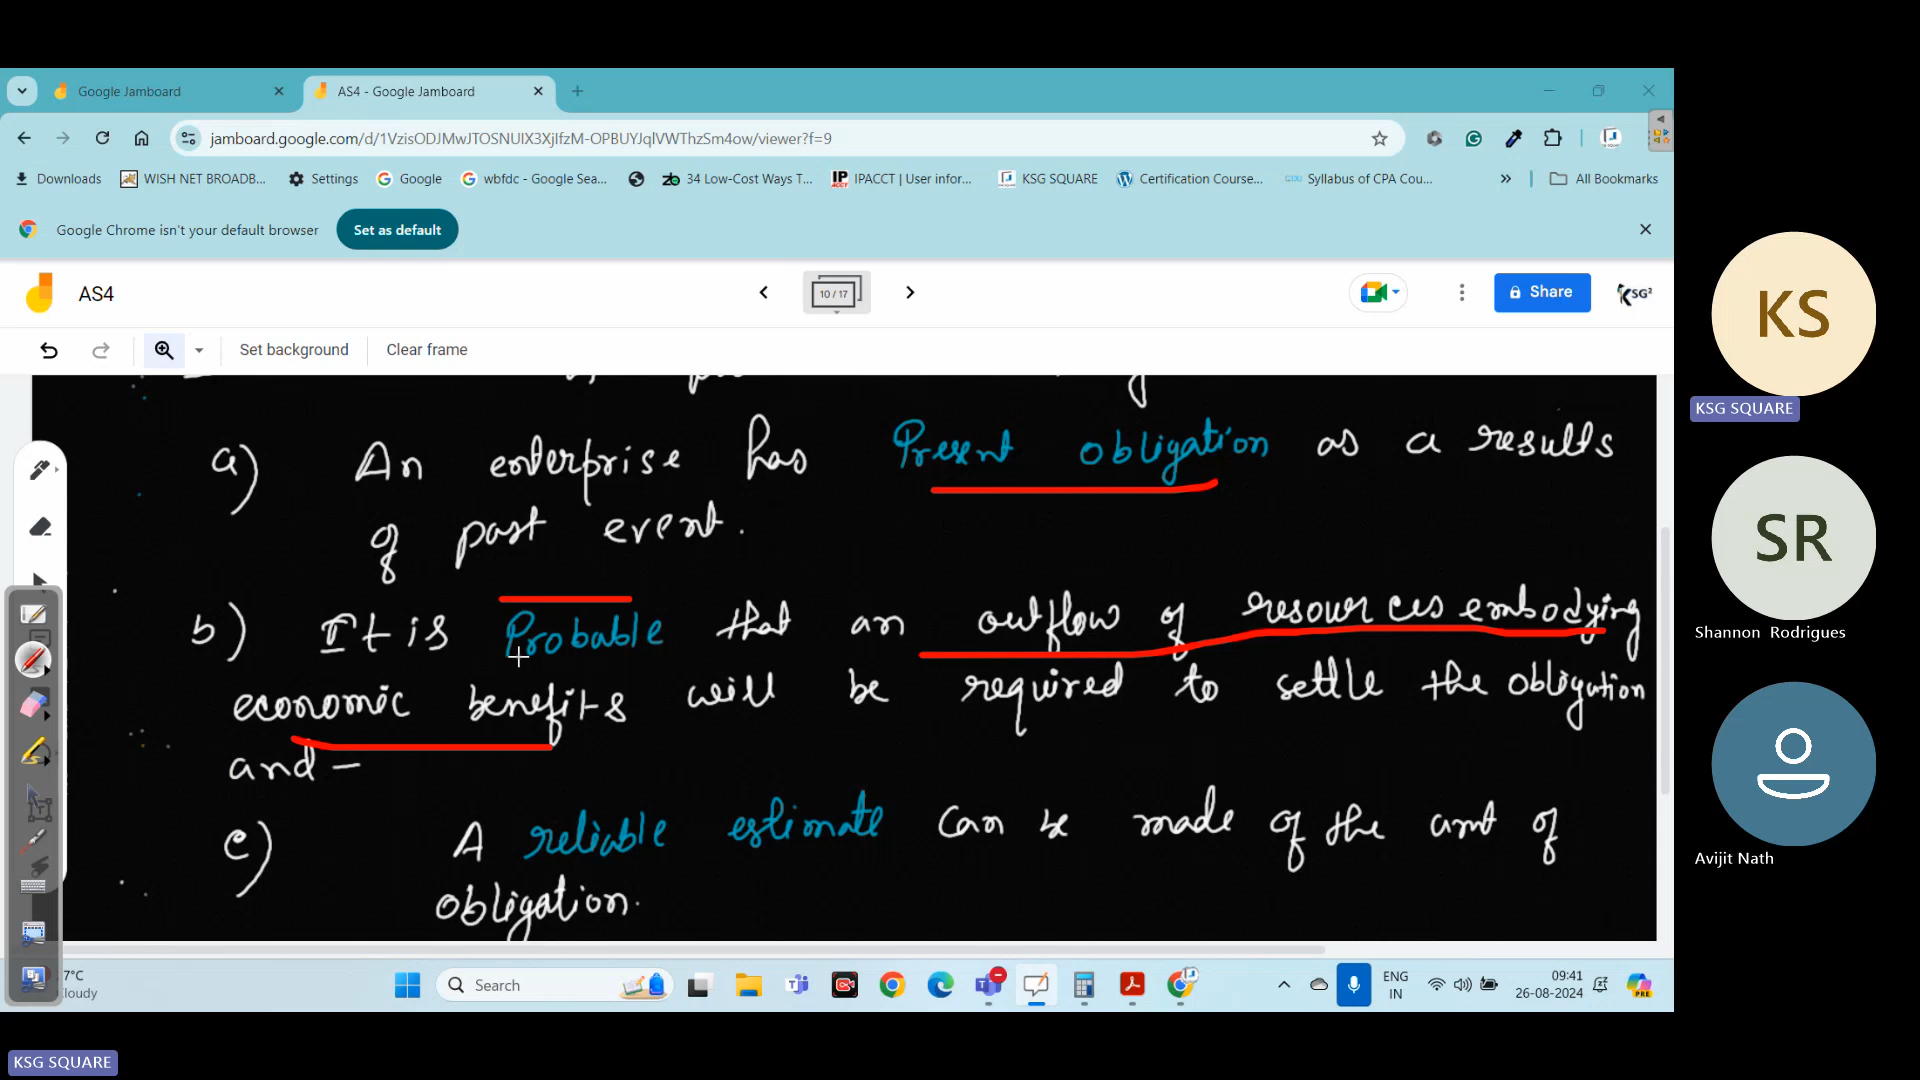 Google Jamboard
AS4 - Google Jamboard
jamboard.google.com/d/1VzisODJMwJTOSNUIX3XjIfzM-OPBUYJqlVWThzSm4ow/viewer?f=9
Downloads WISH NET BROADB... Settings Google wbfdc - Google Sea... 34 Low-Cost Ways T... IPACCT | User infor... KSG SQUARE Certification Course... Syllabus of CPA Cou... » All Bookmarks
Google Chrome isn't your default browser Set as default
AS4 10 / 17 Share KSG²
Set background Clear frame
a) An enterprise has Present obligation as a results
of past event.
b) It is Probable that an outflow of resources embodying
economic benefits will be required to settle the obligation
and -
c) A reliable estimate can be made of the amt of
obligation.
KS
KSG SQUARE
SR
Shannon Rodrigues
Avijit Nath
7°C
Cloudy
Search
ENG
IN
09:41
26-08-2024
PRE
KSG SQUARE